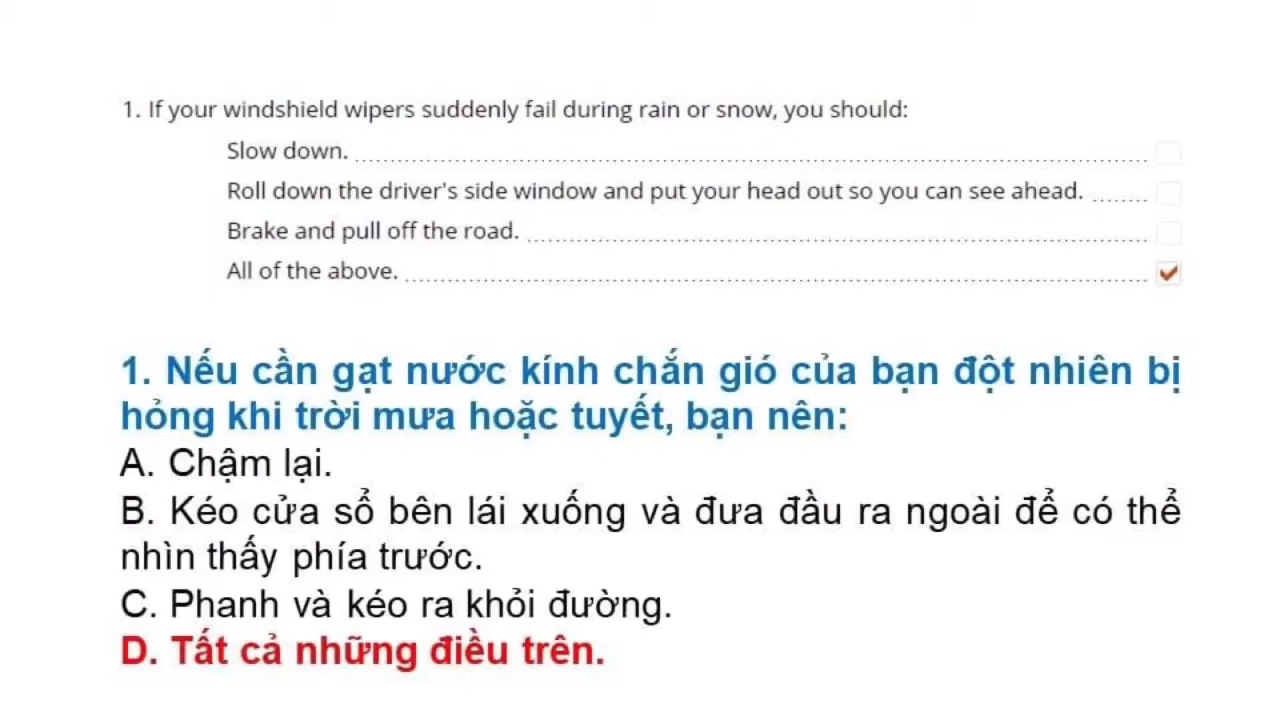 1. If your windshield wipers suddenly fail during rain or snow, you should:
Slow down.
Roll down the driver's side window and put your head out so you can see ahead.
Brake and pull off the road.
All of the above.
1. Nếu cần gạt nước kính chắn gió của bạn đột nhiên bị
hỏng khi trời mưa hoặc tuyết, bạn nên:
A. Chậm lại.
B. Kéo cửa sổ bên lái xuống và đưa đầu ra ngoài để có thể
nhìn thấy phía trước.
C. Phanh và kéo ra khỏi đường.
D. Tất cả những điều trên.